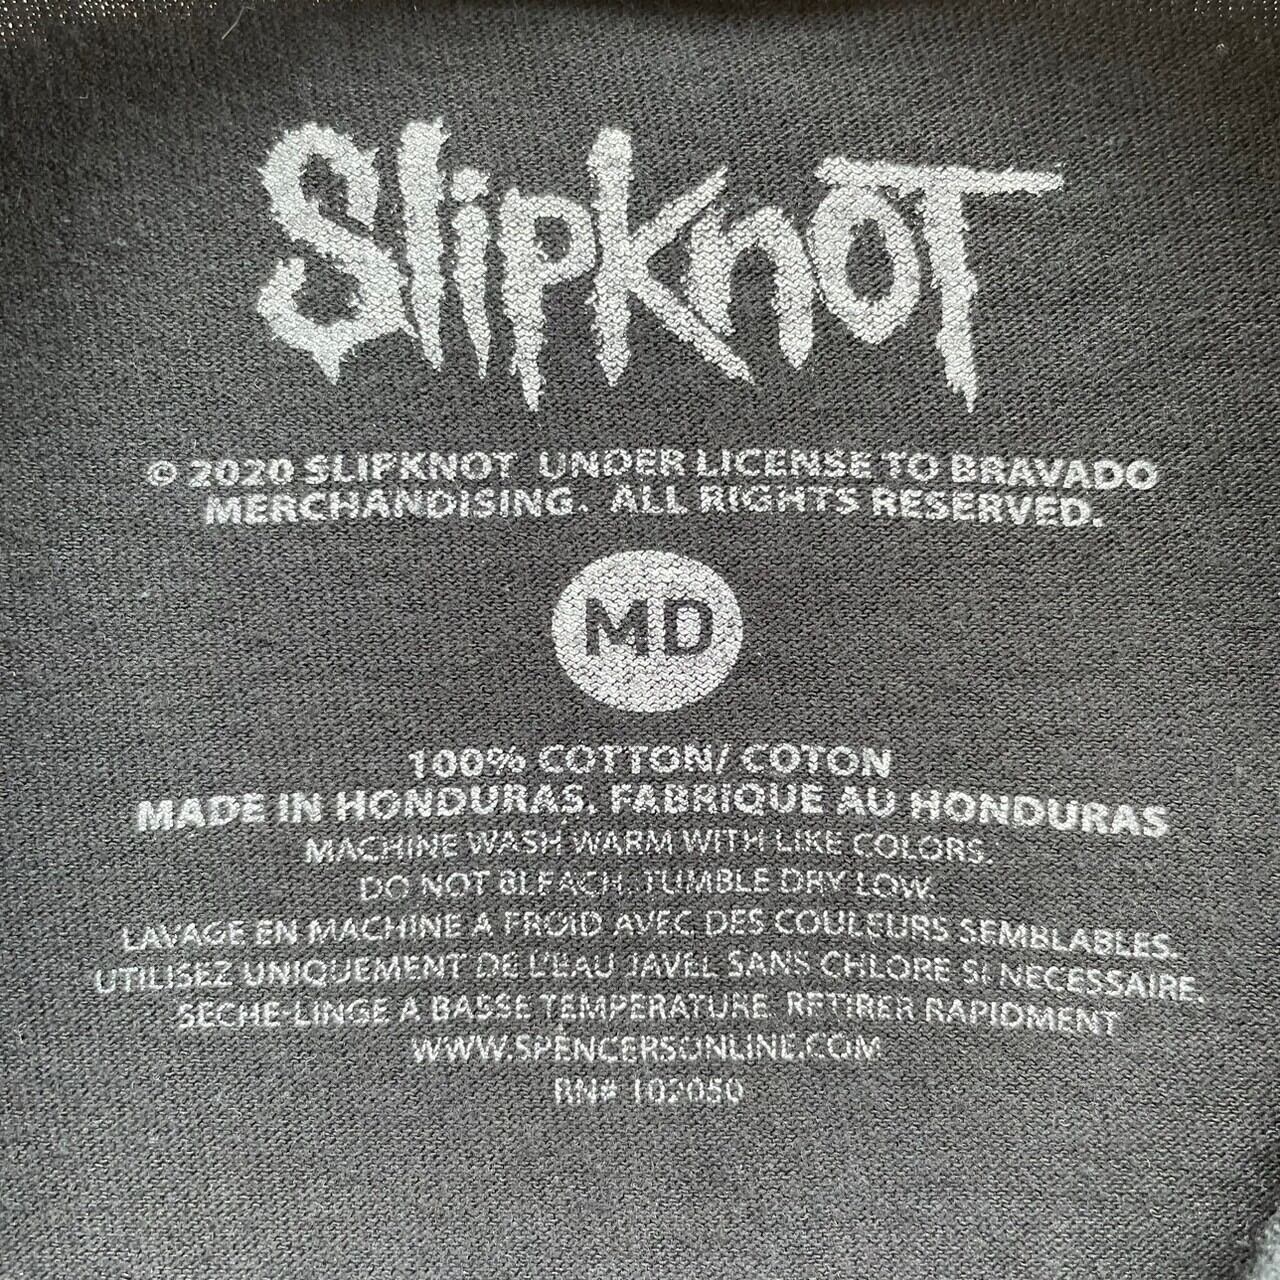 Slipknot
© 2020 SLIPKNOT UNDER LICENSE TO BRAVADO
MERCHANDISING. ALL RIGHTS RESERVED.
MD
100% COTTON/ COTON
MADE IN HONDURAS, FABRIQUE AU HONDURAS
MACHINE WASH WARM WITH LIKE COLORS.
DO NOT BLEACH. TUMBLE DRY LOW.
LAVAGE EN MACHINE A FROID AVEC DES COULEURS SEMBLABLES.
UTILISEZ UNIQUEMENT DE L'EAU JAVEL SANS CHLORE SI NECESSAIRE.
SECHE-LINGE A BASSE TEMPERATURE. RETIRER RAPIDMENT
WWW.SPENCERSONLINE.COM
RN# 102050